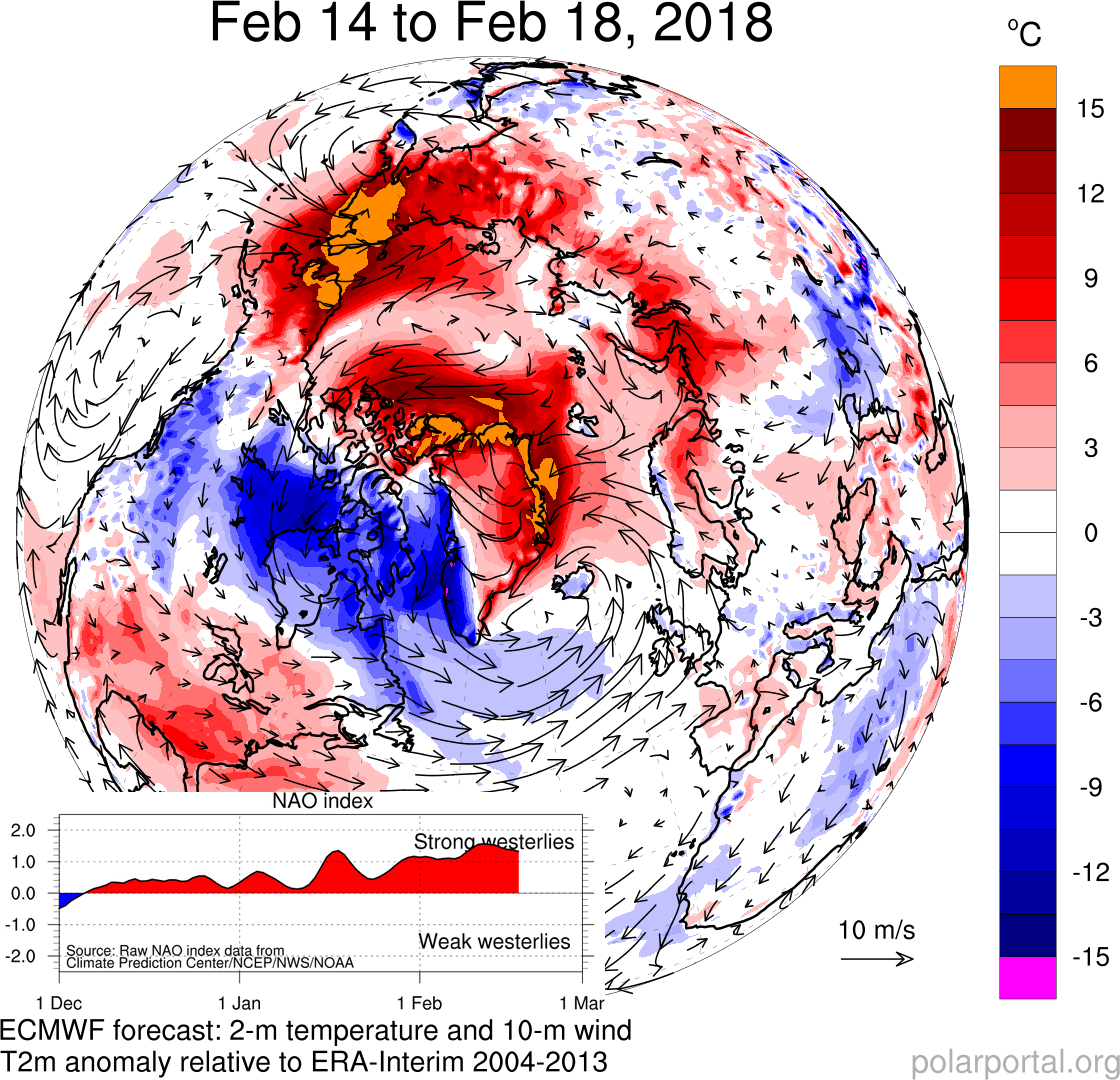 Feb 14 to Feb 18, 2018
°C
15
12
9
6
3
0
-3
-6
-9
-12
-15
10 m/s
NAO index
2.0
1.0
0.0
-1.0
-2.0
Strong westerlies
Weak westerlies
Source: Raw NAO index data from
Climate Prediction Center/NCEP/NWS/NOAA
1 Dec 1 Jan 1 Feb 1 Mar
ECMWF forecast: 2-m temperature and 10-m wind
T2m anomaly relative to ERA-Interim 2004-2013
polarportal.org